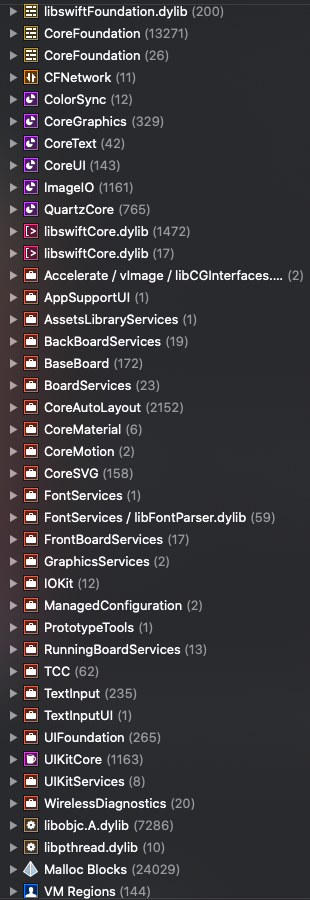 libswiftFoundation.dylib (200)
CoreFoundation (13271)
CoreFoundation (26)
CFNetwork (11)
ColorSync (12)
CoreGraphics (329)
CoreText (42)
CoreUI (143)
ImageIO (1161)
QuartzCore (765)
libswiftCore.dylib (1472)
libswiftCore.dylib (17)
Accelerate / vImage / libCGInterfaces.... (2)
AppSupportUI (1)
AssetsLibraryServices (1)
BackBoardServices (19)
BaseBoard (172)
BoardServices (23)
CoreAutoLayout (2152)
CoreMaterial (6)
CoreMotion (2)
CoreSVG (158)
FontServices (1)
FontServices / libFontParser.dylib (59)
FrontBoardServices (17)
GraphicsServices (2)
IOKit (12)
ManagedConfiguration (2)
PrototypeTools (1)
RunningBoardServices (13)
TCC (62)
TextInput (235)
TextInputUI (1)
UIFoundation (265)
UIKitCore (1163)
UIKitServices (8)
WirelessDiagnostics (20)
libobjc.A.dylib (7286)
libpthread.dylib (10)
Malloc Blocks (24029)
VM Regions (144)